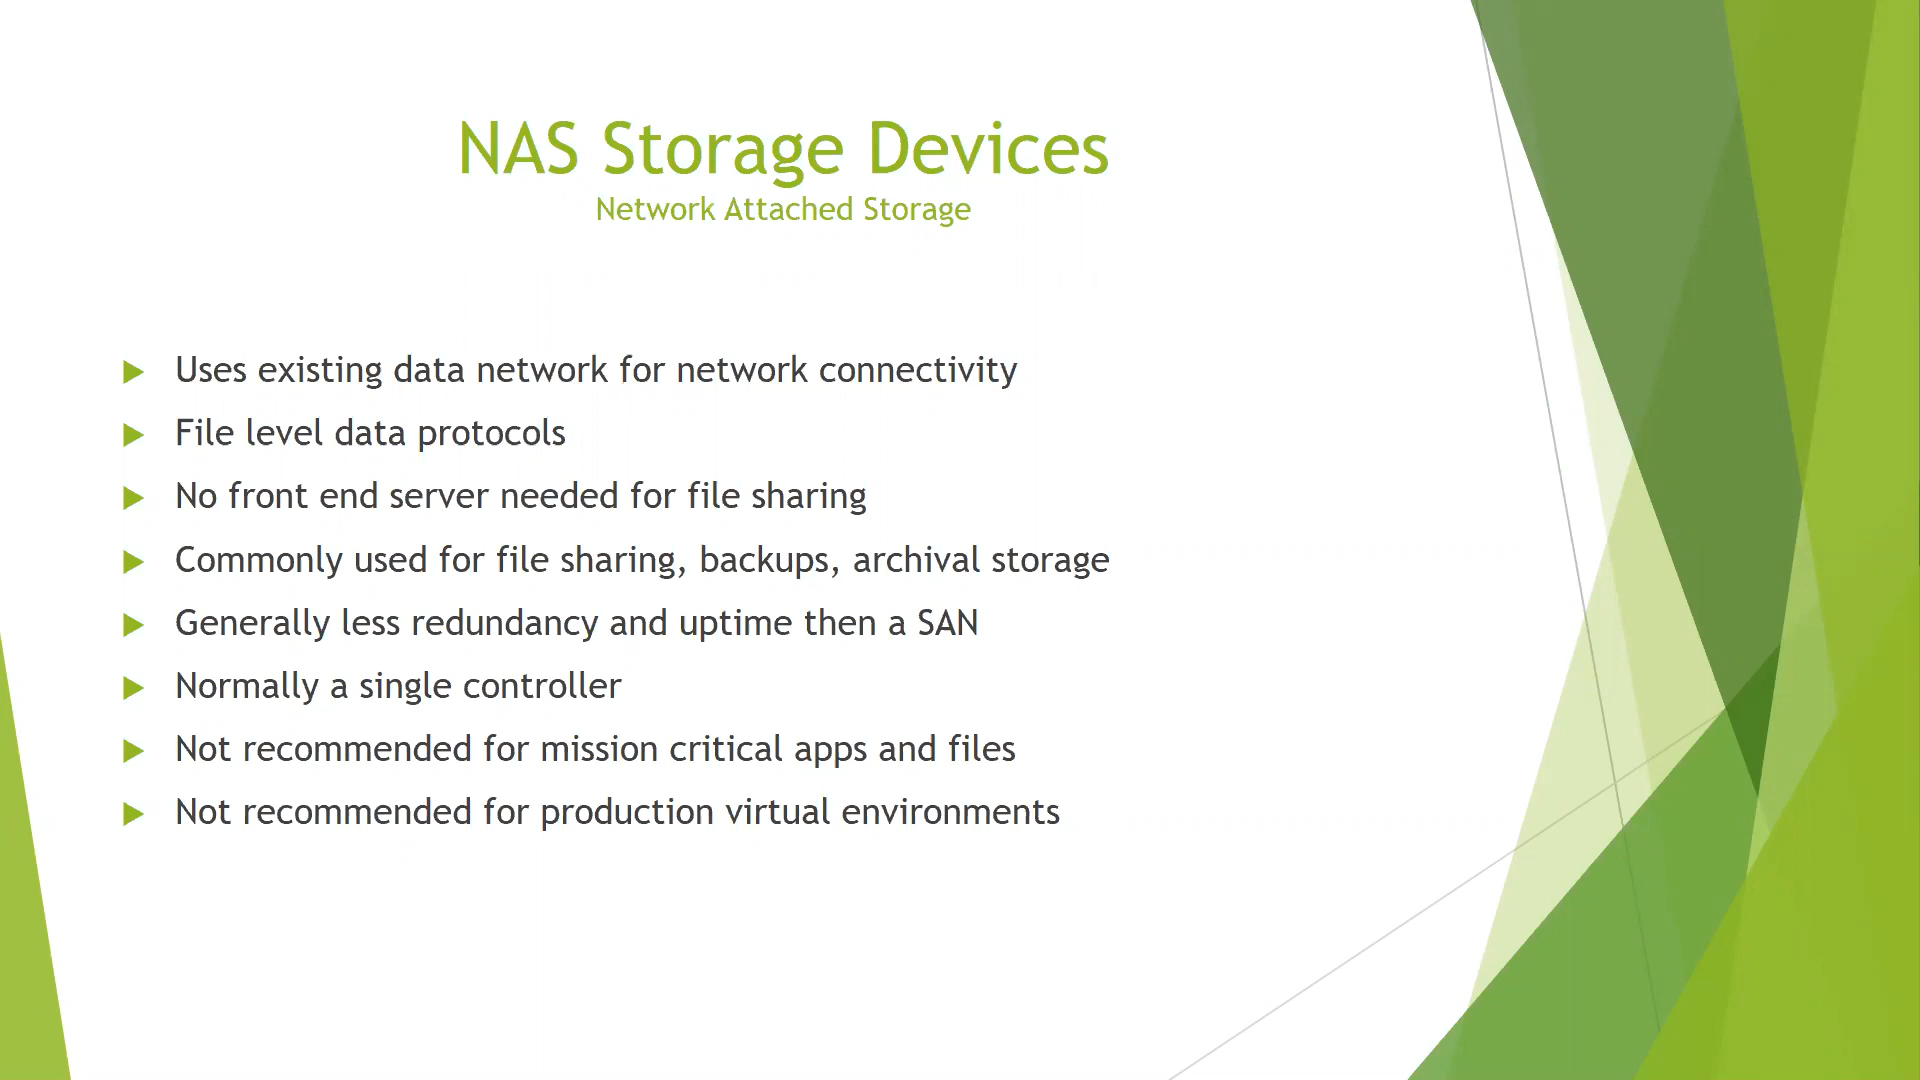 NAS Storage Devices
Network Attached Storage
Uses existing data network for network connectivity
File level data protocols
No front end server needed for file sharing
Commonly used for file sharing, backups, archival storage
Generally less redundancy and uptime then a SAN
Normally a single controller
Not recommended for mission critical apps and files
Not recommended for production virtual environments